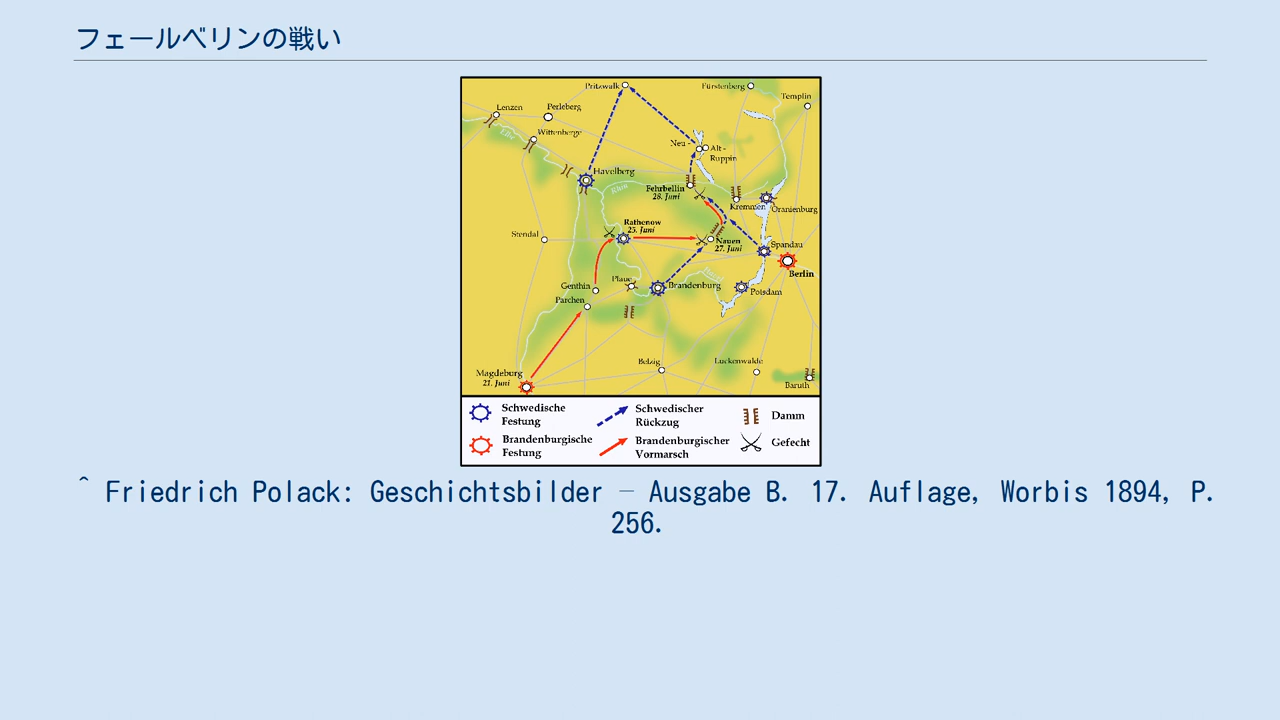 フェールベリンの戦い
Pritzwalk
Fürstenberg
Templin
Lenzen
Perleberg
Wittenberge
Elbe
Neu -
Alt -
Ruppin
Havelberg
Rhin
Fehrbellin
28. Juni
Kremmen
Oranienburg
Rathenow
25. Juni
Stendal
Nauen
27. Juni
Spandau
Berlin
Havel
Plaue
Genthin
Brandenburg
Potsdam
Parchen
Belzig
Luckenwalde
Magdeburg
21. Juni
Baruth
Schwedische
Festung
Schwedischer
Rückzug
Damm
Brandenburgische
Festung
Brandenburgischer
Vormarsch
Gefecht
^ Friedrich Polack: Geschichtsbilder – Ausgabe B. 17. Auflage, Worbis 1894, P.
256.